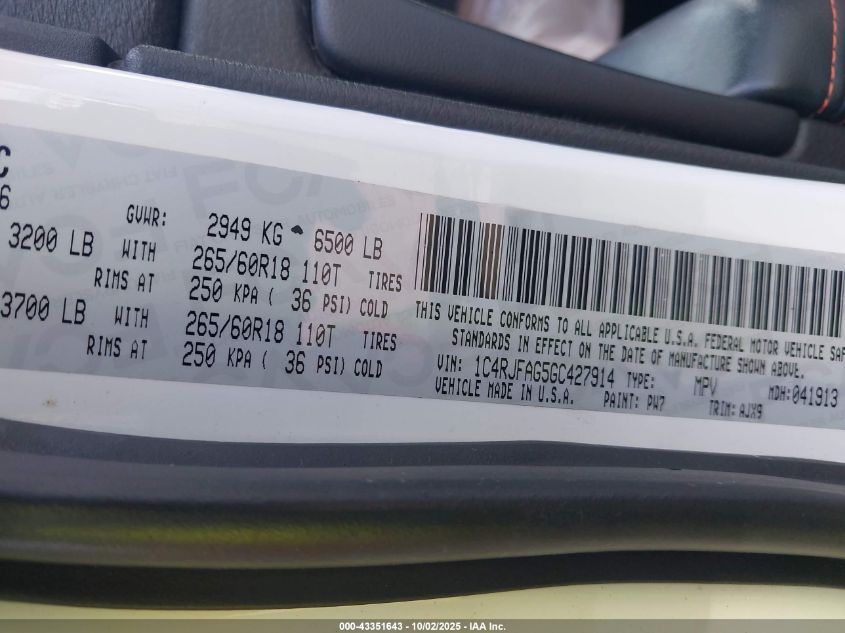 C
6
GVWR: 2949 KG 6500 LB
3200 LB WITH 265/60R18 110T TIRES
RIMS AT 250 KPA ( 36 PSI) COLD
3700 LB WITH 265/60R18 110T TIRES
RIMS AT 250 KPA ( 36 PSI) COLD
THIS VEHICLE CONFORMS TO ALL APPLICABLE U.S.A. FEDERAL MOTOR VEHICLE SAF
STANDARDS IN EFFECT ON THE DATE OF MANUFACTURE SHOWN ABOVE.
VIN: 1C4RJFAG5GC427914 TYPE: MPV MDH:041913
VEHICLE MADE IN U.S.A. PAINT: PW7 TRIM: AJX9
000-43351643 - 10/02/2025 - IAAI.com